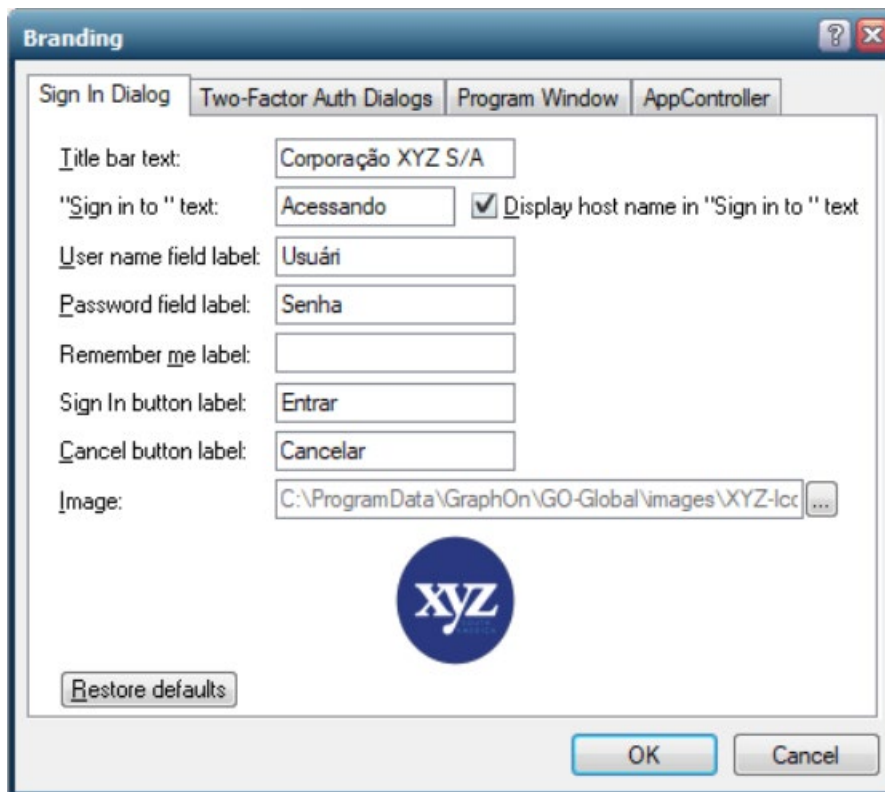 Branding
Sign In Dialog Two-Factor Auth Dialogs Program Window AppController
Title bar text: Corporação XYZ S/A
"Sign in to " text: Acessando Display host name in "Sign in to " text
User name field label: Usuári
Password field label: Senha
Remember me label:
Sign In button label: Entrar
Cancel button label: Cancelar
Image: C:\ProgramData\GraphOn\GO-Global\images\XYZ-Icc ...
xyz
SOUTH
AMERICA
Restore defaults
OK Cancel